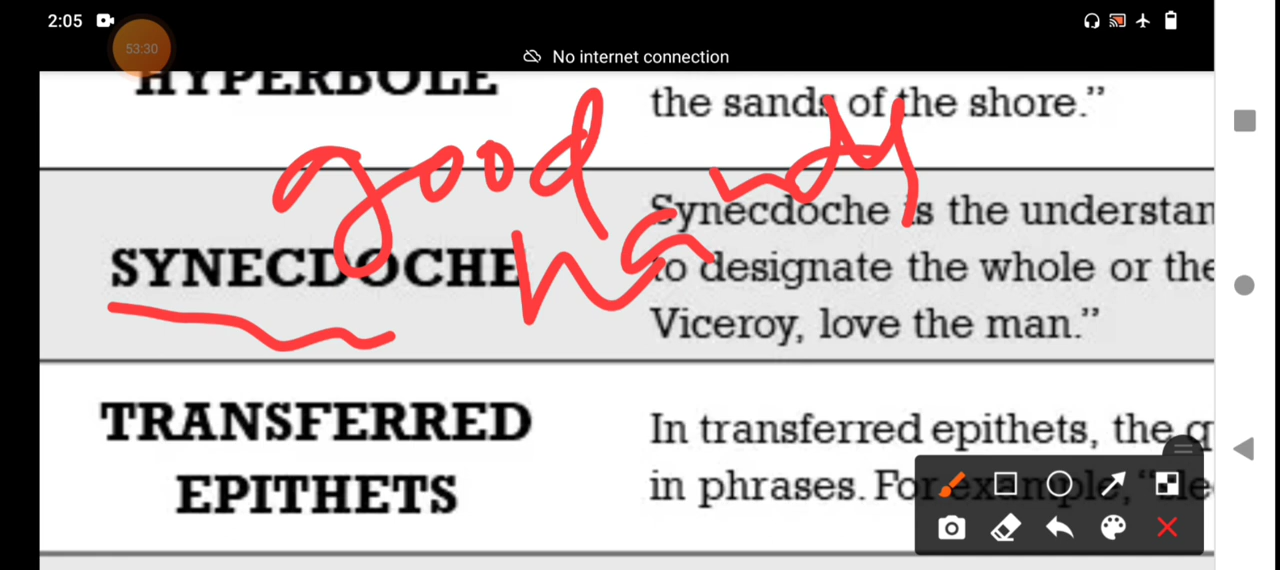 2:05
53:30
No internet connection
HYPERBOLE
the sands of the shore.”
good
hands
SYNECDOCHE
Synecdoche is the understan
to designate the whole or the
Viceroy, love the man.”
TRANSFERRED
EPITHETS
In transferred epithets, the q
in phrases. For example, “